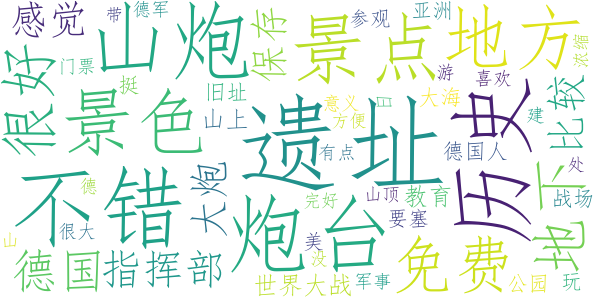 感觉 带 德军 山炮 保存 参观 亚洲 景点 地方 浓缩
很好 门票 挺 旧址 游 喜欢
景色 山上 遗址 意义 日 大海 历史 建 比较
方便
不错 大炮 有点 德国人 处 地下
德 炮台 完好 山顶 教育 战场
山 很大 美 要塞
德国 指挥部 没 免费
世界大战 军事 公园 玩